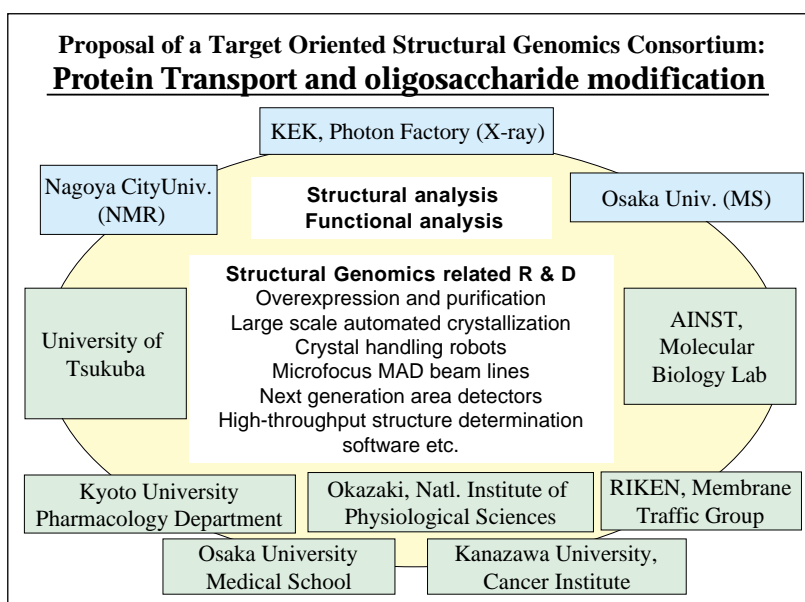 Proposal of a Target Oriented Structural Genomics Consortium:
Protein Transport and oligosaccharide modification
KEK, Photon Factory (X-ray)
Nagoya CityUniv.
(NMR)
Structural analysis
Functional analysis
Osaka Univ. (MS)
Structural Genomics related R & D
Overexpression and purification
Large scale automated crystallization
Crystal handling robots
Microfocus MAD beam lines
Next generation area detectors
High-throughput structure determination
software etc.
University of
Tsukuba
AINST,
Molecular
Biology Lab
Kyoto University
Pharmacology Department
Okazaki, Natl. Institute of
Physiological Sciences
RIKEN, Membrane
Traffic Group
Osaka University
Medical School
Kanazawa University,
Cancer Institute